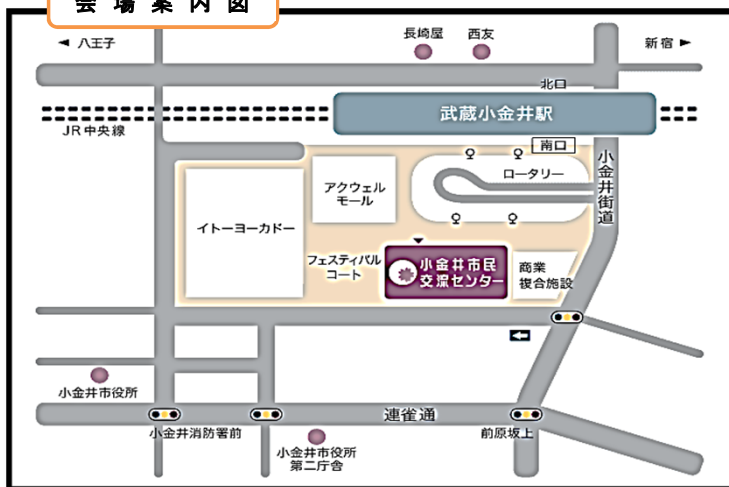 会場案内図
◄ 八王子
長崎屋
西友
新宿 ►
北口
武蔵小金井駅
JR中央線
南口
ロータリー
小金井街道
アクウェル
モール
イトーヨーカドー
フェスティバル
コート
小金井市民
交流センター
商業
複合施設
小金井市役所
連雀通
小金井消防署前
前原坂上
小金井市役所
第二庁舎